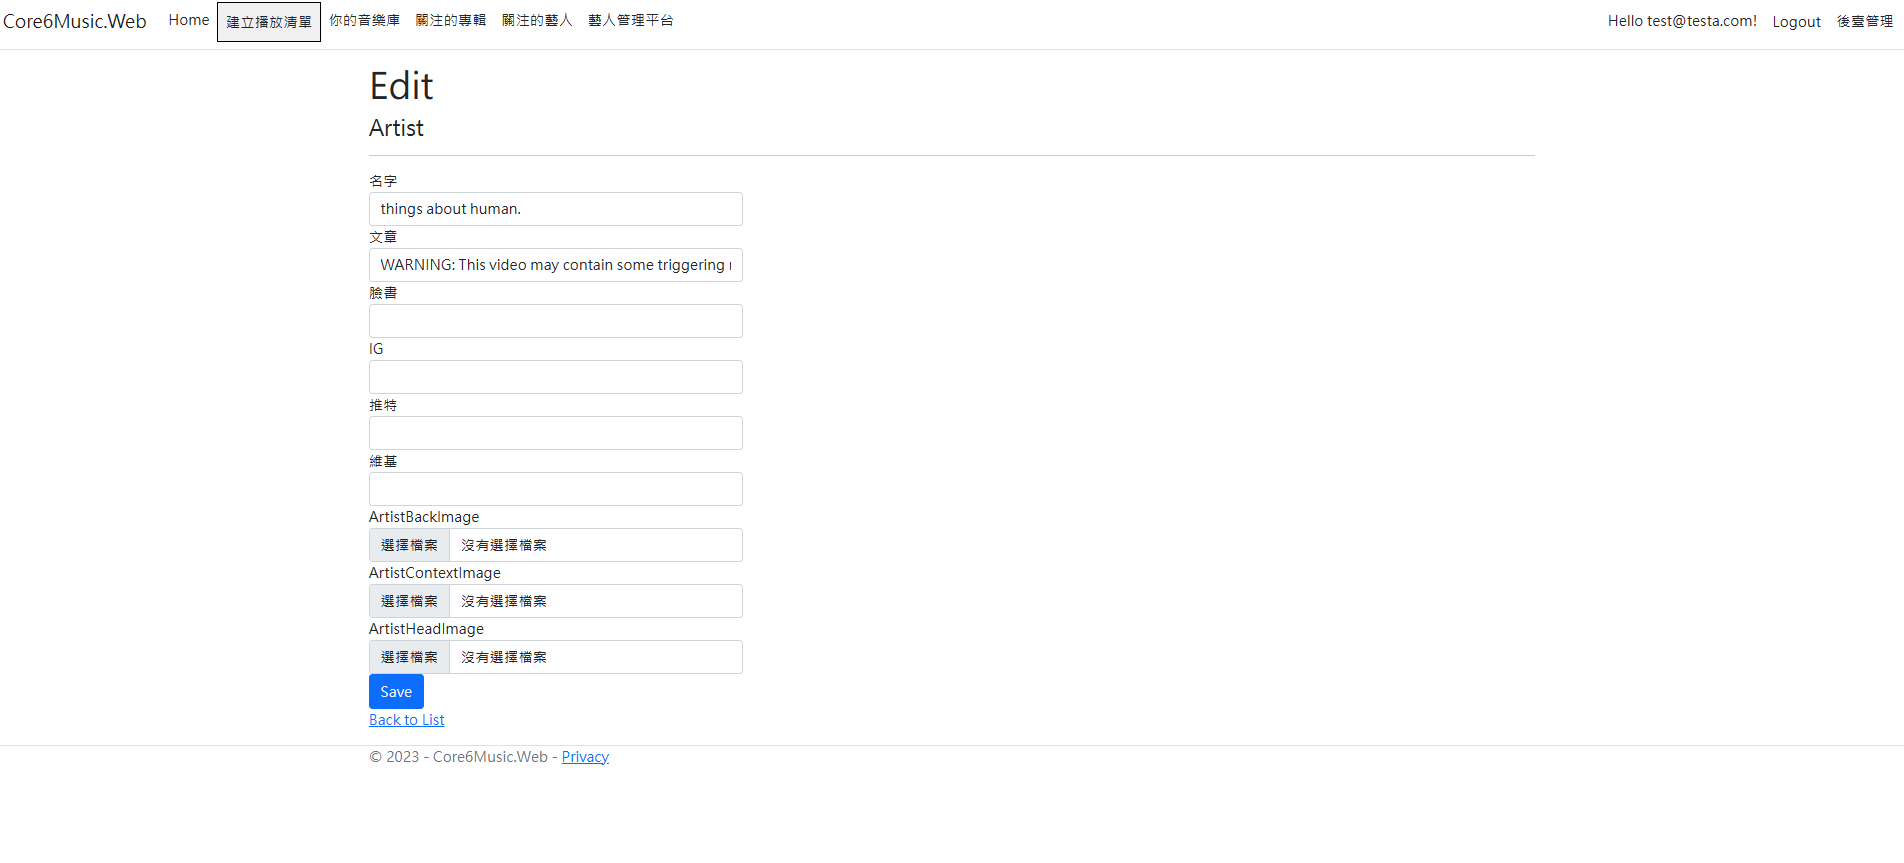 Core6Music.Web Home 建立播放清單 你的音樂庫 關注的專輯 關注的藝人 藝人管理平台 Hello test@testa.com! Logout 後臺管理
Edit
Artist
名字
things about human.
文章
WARNING: This video may contain some triggering
臉書
IG
推特
維基
ArtistBackImage
選擇檔案 沒有選擇檔案
ArtistContextImage
選擇檔案 沒有選擇檔案
ArtistHeadImage
選擇檔案 沒有選擇檔案
Save
Back to List
© 2023 - Core6Music.Web - Privacy